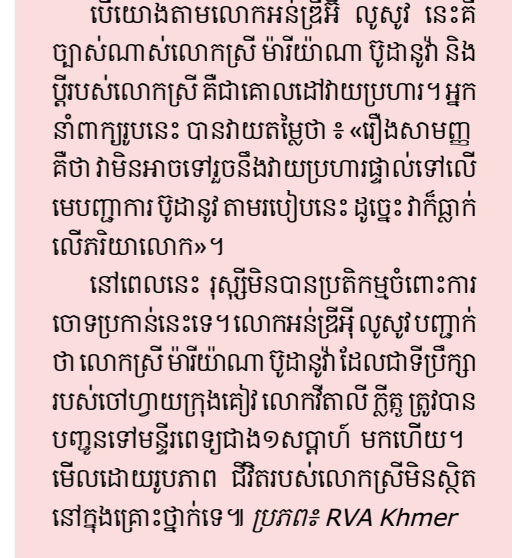 បើយោងតាមលោកអន់ឌ្រីអ៊ី លូសូវ នេះគឺ
ច្បាស់ណាស់លោកស្រី ម៉ារីយ៉ាណា ប៊ូដានូវ៉ា និង
ប្ដីរបស់លោកស្រី គឺជាគោលដៅវាយប្រហារ។ អ្នក
នាំពាក្យរូបនេះ បានវាយតម្លៃថា ៖ «រឿងសាមញ្ញ
គឺថា វាមិនអាចទៅរួចនឹងវាយប្រហារផ្ទាល់ទៅលើ
មេបញ្ជាការ ប៊ូដានូវ តាមរបៀបនេះ ដូច្នេះ វាក៏ធ្លាក់
លើភរិយាលោក»។
នៅពេលនេះ រុស្ស៊ីមិនបានប្រតិកម្មចំពោះការ
ចោទប្រកាន់នេះទេ។ លោកអន់ឌ្រីអ៊ី លូសូវ បញ្ជាក់
ថា លោកស្រី ម៉ារីយ៉ាណា ប៊ូដានូវ៉ា ដែលជាទីប្រឹក្សា
របស់ចៅហ្វាយក្រុងគៀវ លោកវីតាលី ក្លីត្កូ ត្រូវបាន
បញ្ជូនទៅមន្ទីរពេទ្យជាង១សប្ដាហ៍ មកហើយ។
មើលដោយរូបភាព ជីវិតរបស់លោកស្រីមិនស្ថិត
នៅក្នុងគ្រោះថ្នាក់ទេ៕ ប្រភព៖ RVA Khmer